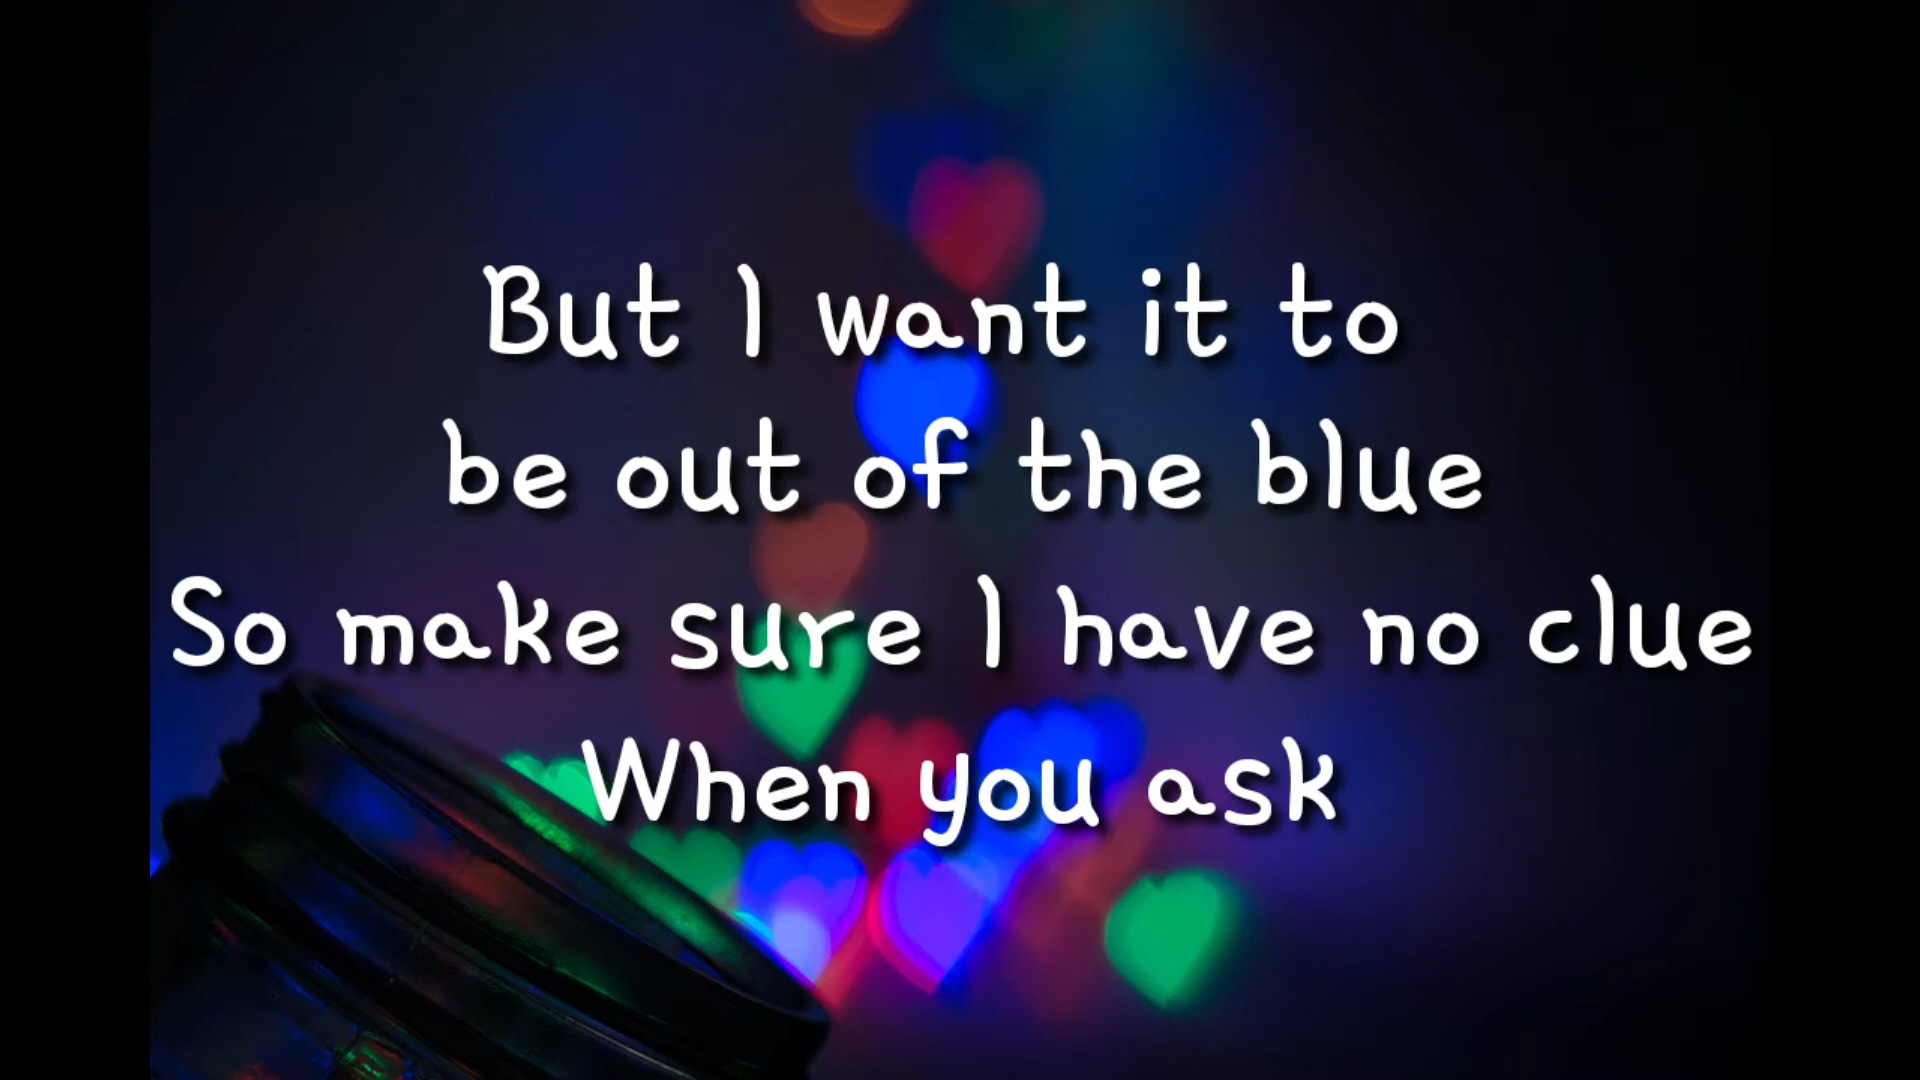 But I want it to
be out of the blue
So make sure I have no clue
When you ask